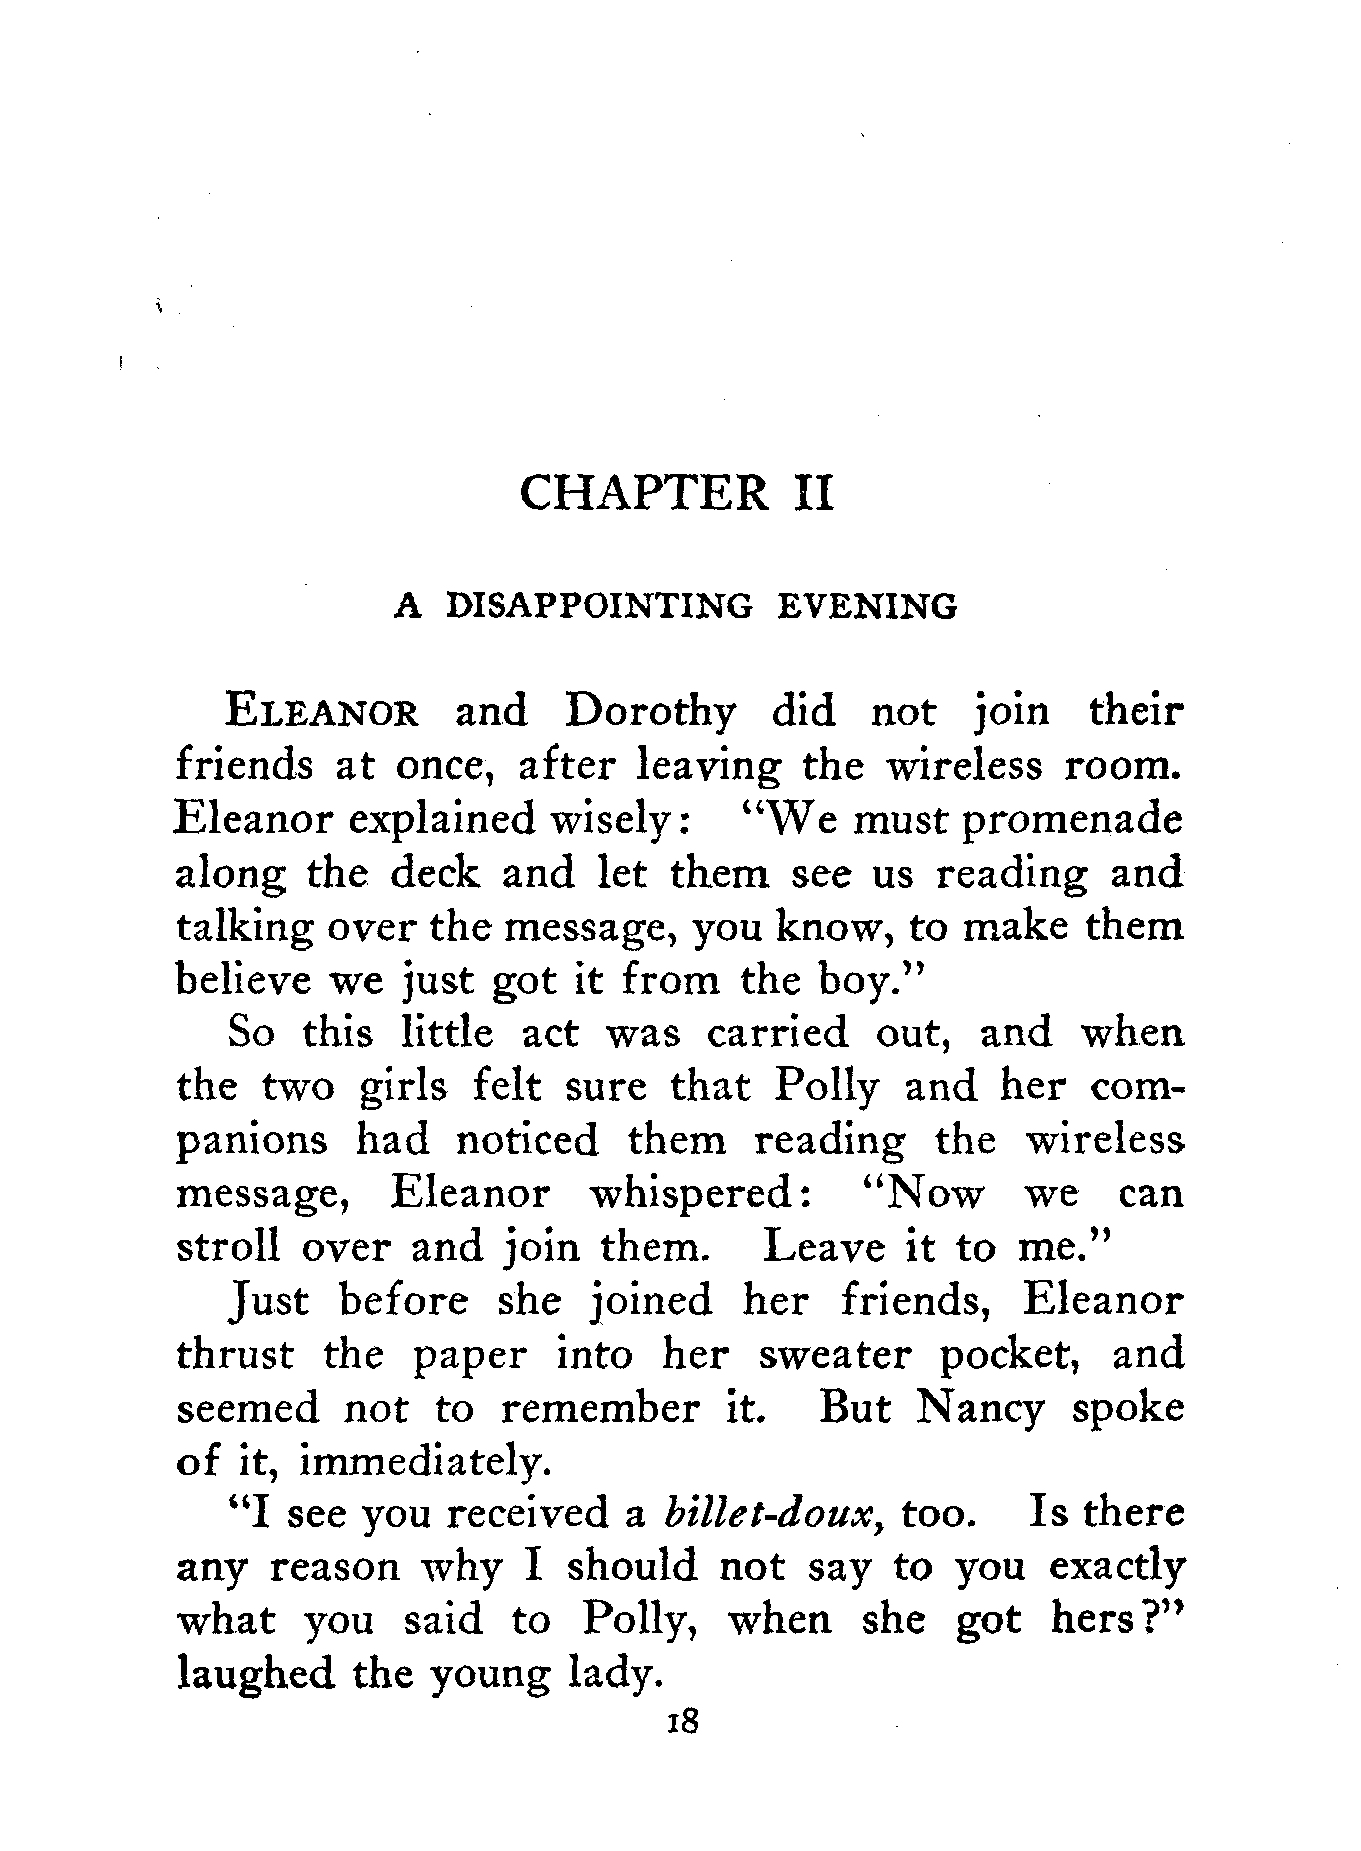 CHAPTER II
A DISAPPOINTING EVENING
ELEANOR and Dorothy did not join their
friends at once, after leaving the wireless room.
Eleanor explained wisely: “We must promenade
along the deck and let them see us reading and
talking over the message, you know, to make them
believe we just got it from the boy.”
So this little act was carried out, and when
the two girls felt sure that Polly and her com-
panions had noticed them reading the wireless
message, Eleanor whispered: “Now we can
stroll over and join them. Leave it to me.”
Just before she joined her friends, Eleanor
thrust the paper into her sweater pocket, and
seemed not to remember it. But Nancy spoke
of it, immediately.
“I see you received a billet-doux, too. Is there
any reason why I should not say to you exactly
what you said to Polly, when she got hers?”
laughed the young lady.
18